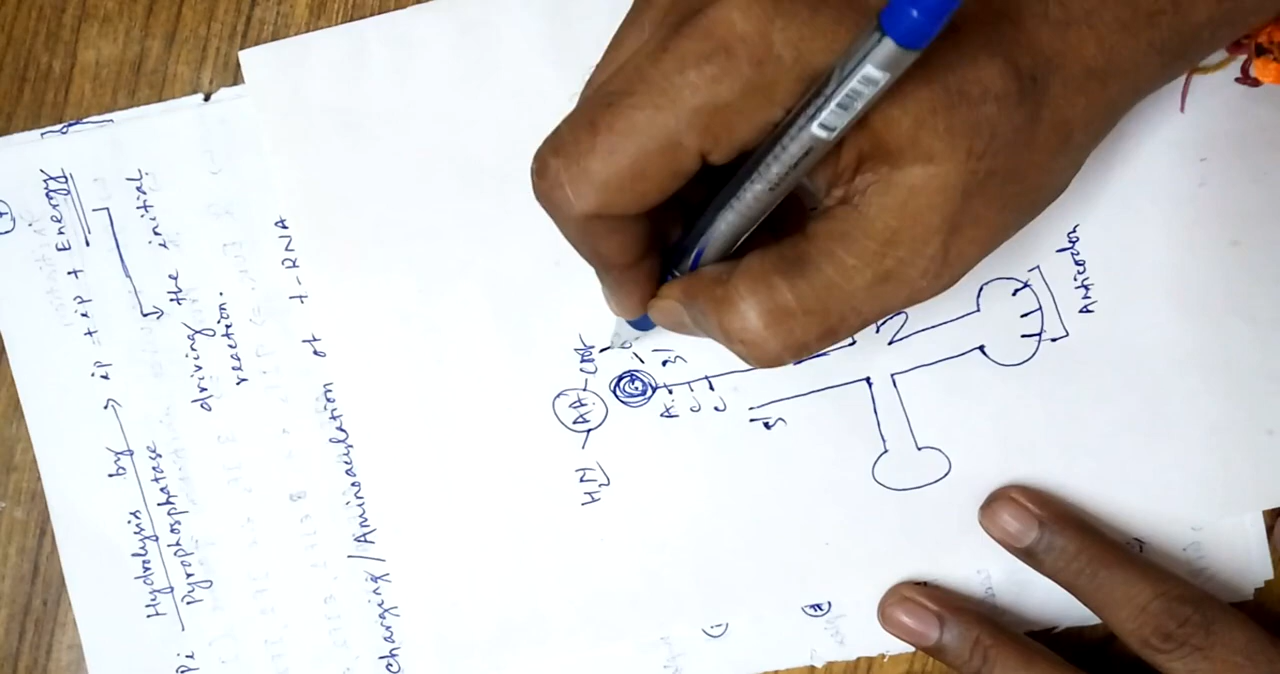 Pi Hydrolysis by → iP + iP + Energy
Pyrophosphatase
driving the initial
reaction.
charging/Aminoacylation of t-RNA
H2N AA COO
3'
A
C
C
5'
Anticodon